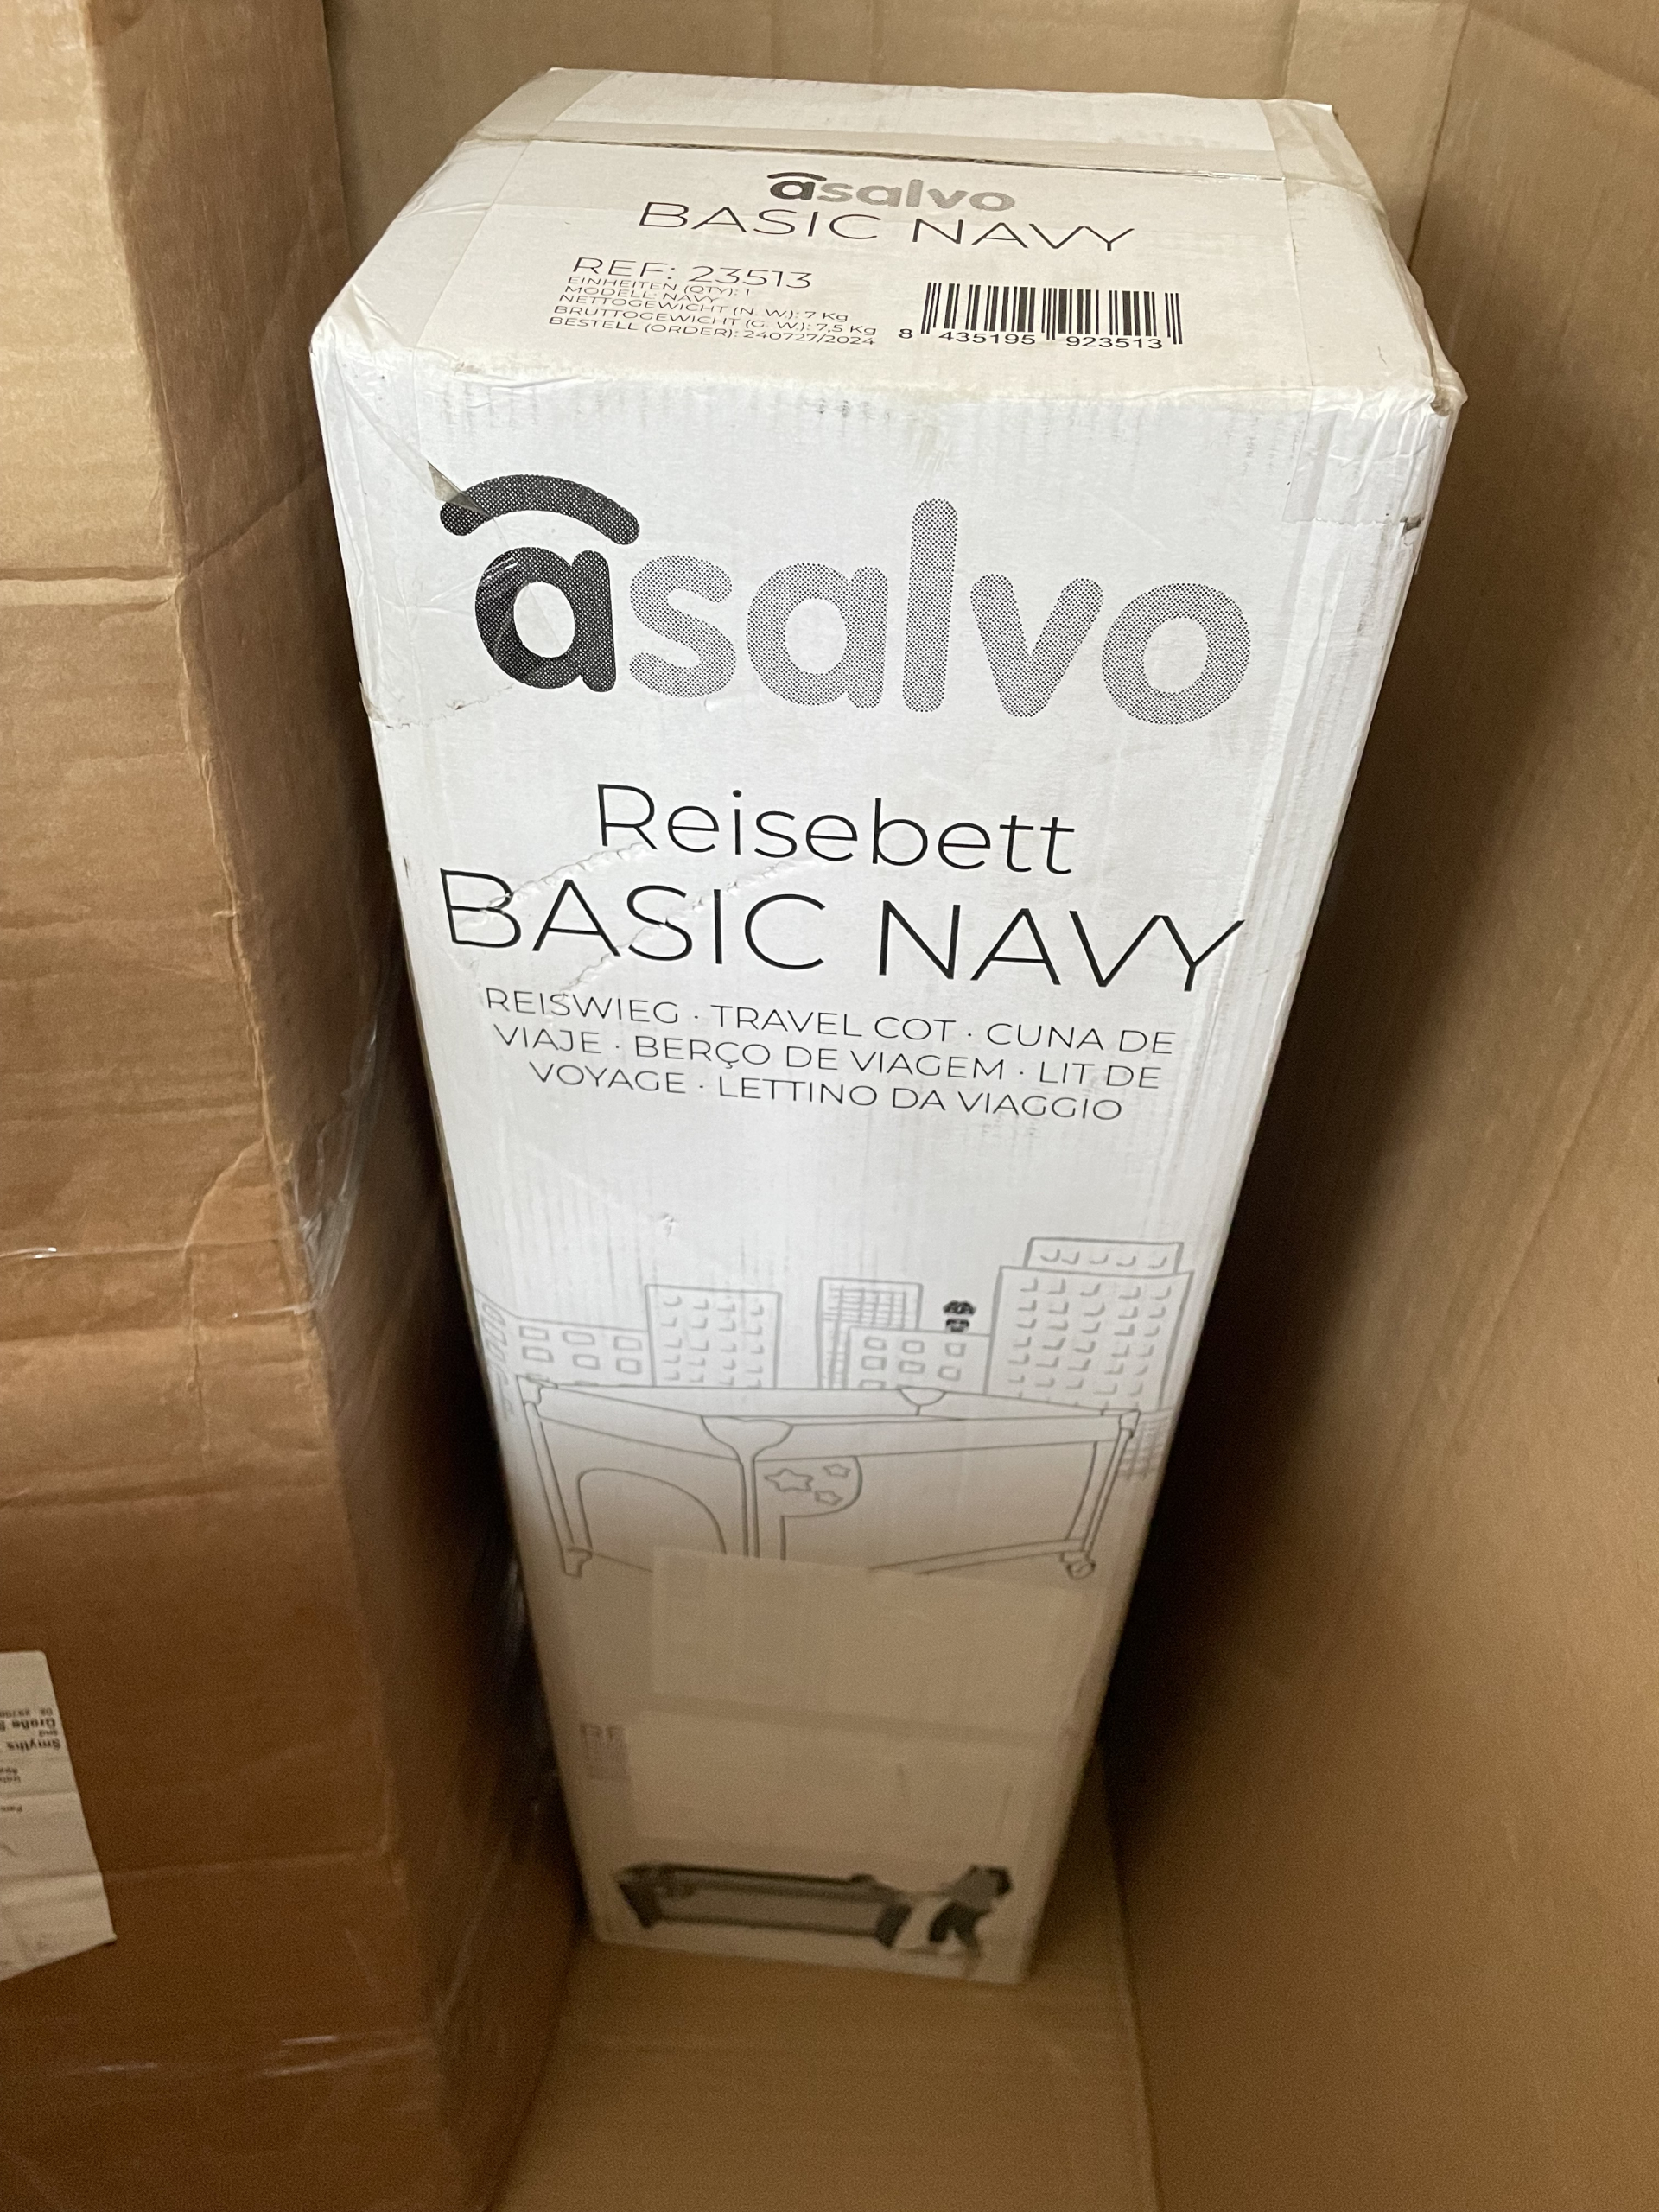 asalvo
BASIC NAVY
REF: 23513
EINHEITEN (QTY): 1
MODELL: NAVY
NETTOGEWICHT (N. W.): 7 Kg
BRUTTOGEWICHT (G. W.): 7,5 Kg
BESTELL (ORDER): 240727/2024
8 435195 923513
asalvo
Reisebett
BASIC NAVY
REISWIEG · TRAVEL COT · CUNA DE
VIAJE · BERÇO DE VIAGEM · LIT DE
VOYAGE · LETTINO DA VIAGGIO
Große
Smyths